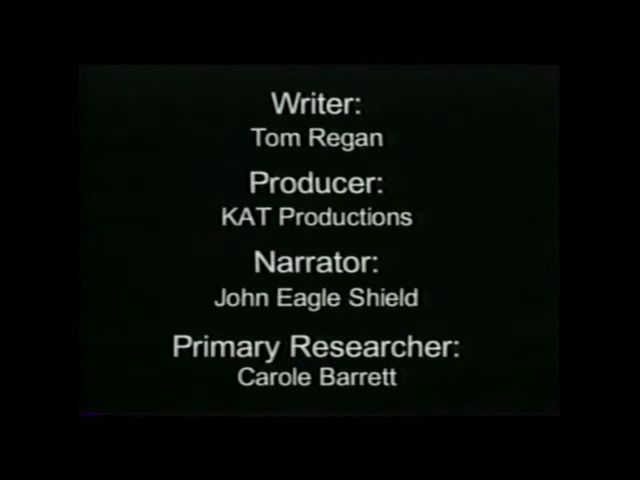 Writer:
Tom Regan
Producer:
KAT Productions
Narrator:
John Eagle Shield
Primary Researcher:
Carole Barrett